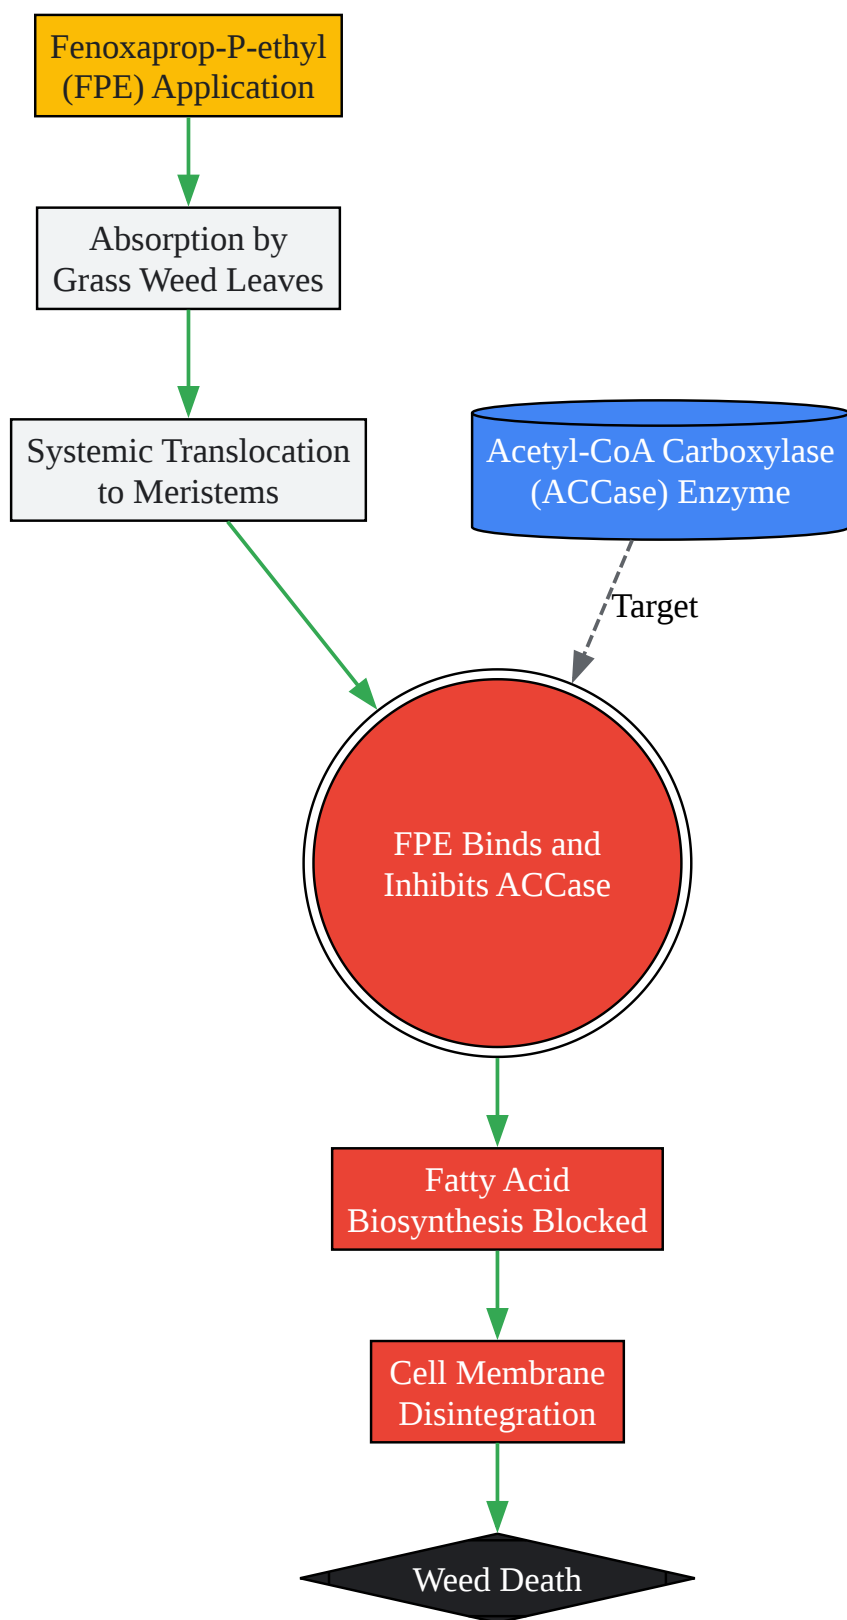 Fenoxaprop-P-ethyl
(FPE) Application
Absorption by
Grass Weed Leaves
Systemic Translocation
to Meristems
Acetyl-CoA Carboxylase
(ACCase) Enzyme
Target
FPE Binds and
Inhibits ACCase
Fatty Acid
Biosynthesis Blocked
Cell Membrane
Disintegration
Weed Death